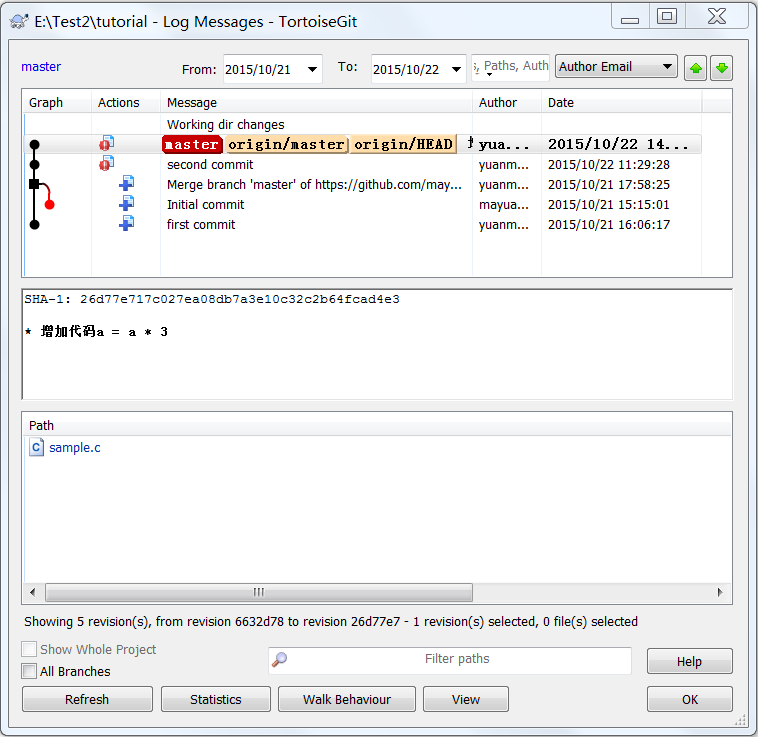 E:\Test2\tutorial - Log Messages - TortoiseGit
master From: 2015/10/21 To: 2015/10/22 Paths, Auth Author Email
Graph Actions Message Author Date
Working dir changes
master origin/master origin/HEAD yua... 2015/10/22 14...
second commit yuanm... 2015/10/22 11:29:28
Merge branch 'master' of https://github.com/may... yuanm... 2015/10/21 17:58:25
Initial commit mayua... 2015/10/21 15:15:01
first commit yuanm... 2015/10/21 16:06:17
SHA-1: 26d77e717c027ea08db7a3e10c32c2b64fcad4e3
* 增加代码a = a * 3
Path
sample.c
Showing 5 revision(s), from revision 6632d78 to revision 26d77e7 - 1 revision(s) selected, 0 file(s) selected
Show Whole Project
Filter paths
Help
All Branches
Refresh Statistics Walk Behaviour View OK